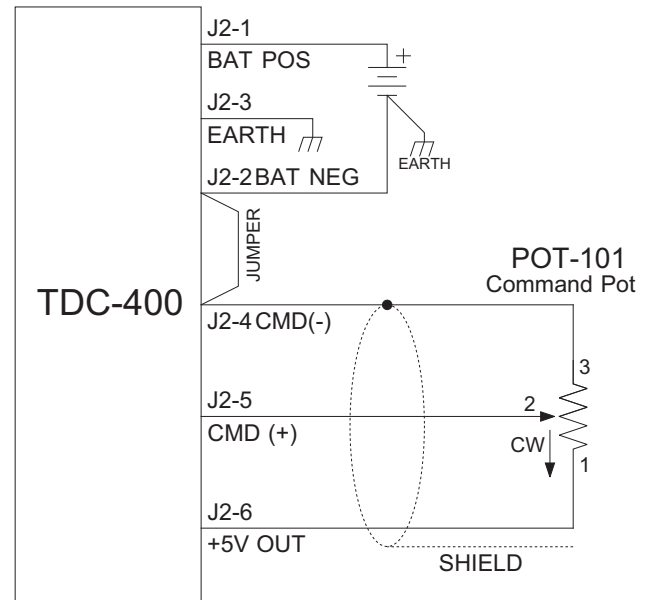 J2-1
BAT POS
+
J2-3
EARTH
EARTH
J2-2 BAT NEG
JUMPER
POT-101
Command Pot
TDC-400
J2-4 CMD(-)
3
J2-5
2
CMD (+)
CW
1
J2-6
+5V OUT
SHIELD